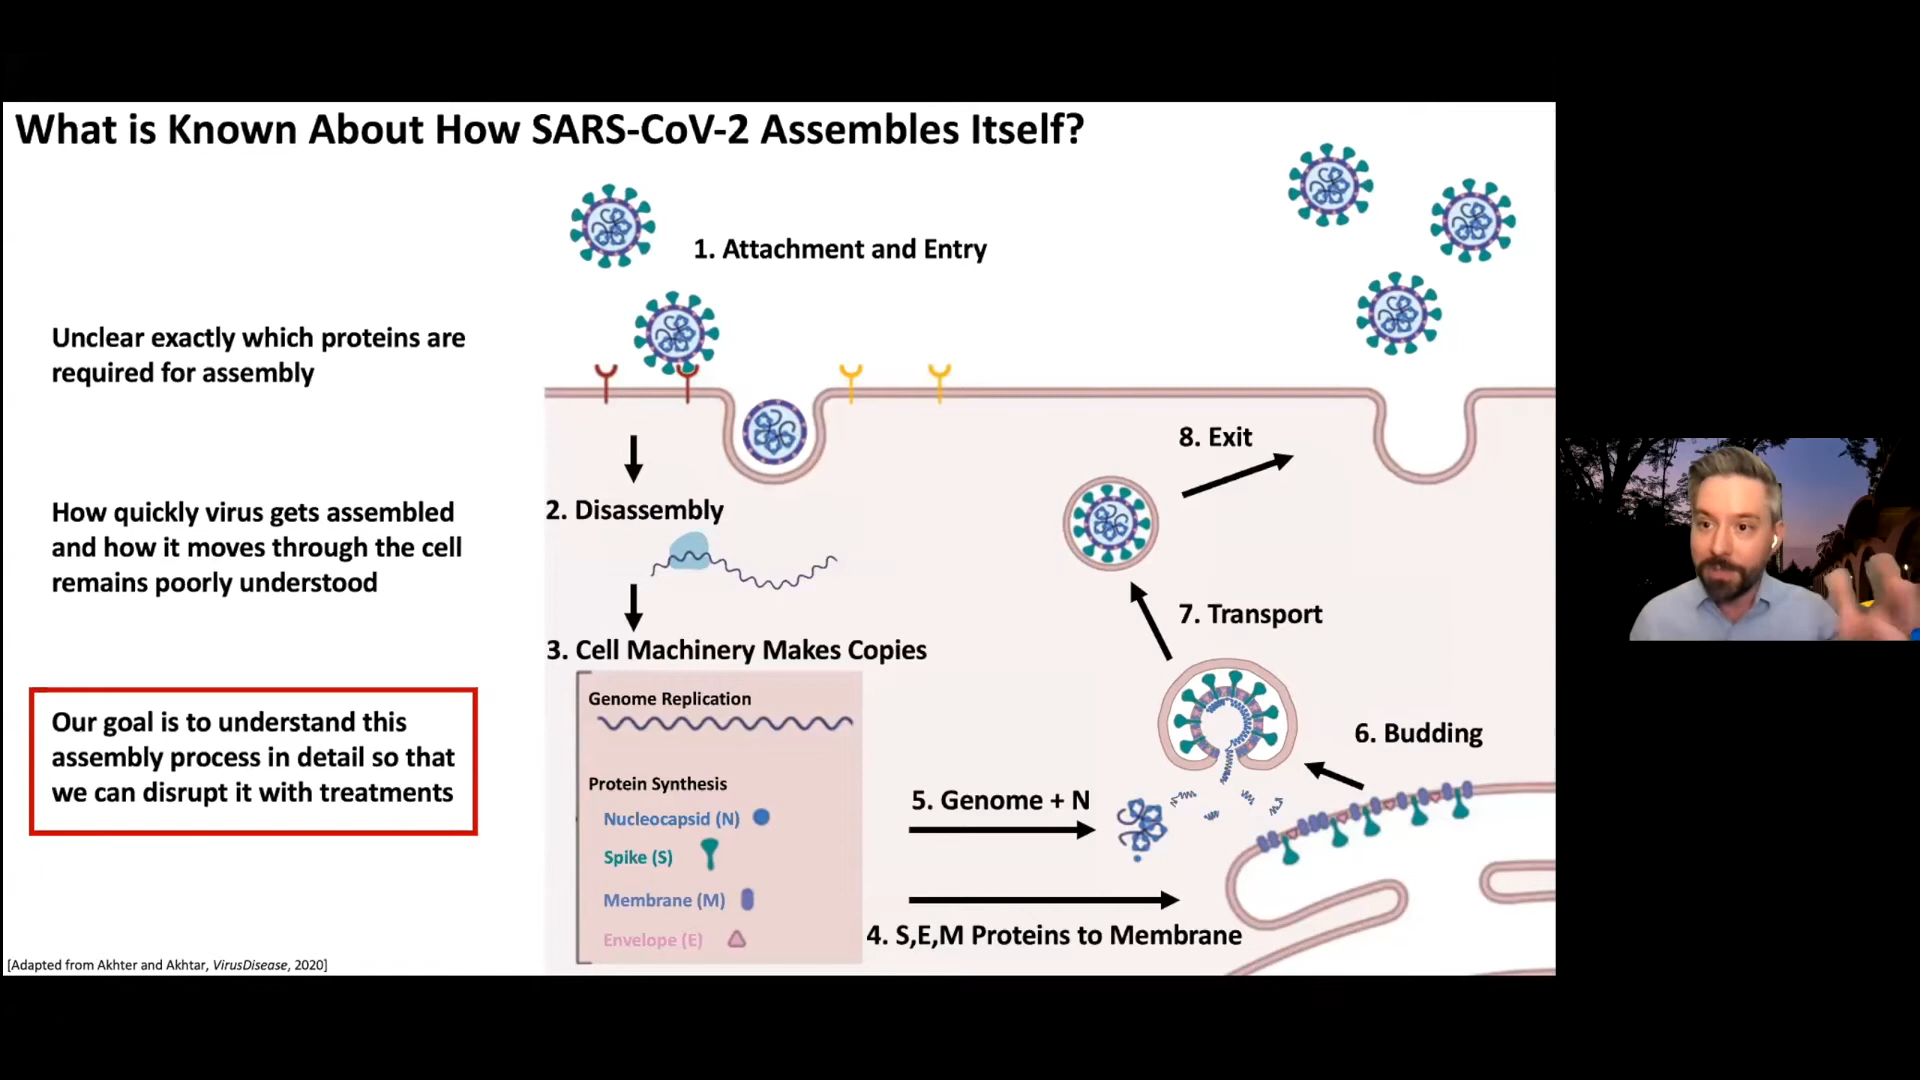 What is Known About How SARS-CoV-2 Assembles Itself?
Unclear exactly which proteins are
required for assembly
How quickly virus gets assembled
and how it moves through the cell
remains poorly understood
Our goal is to understand this
assembly process in detail so that
we can disrupt it with treatments
[Adapted from Akhter and Akhtar, VirusDisease, 2020]
1. Attachment and Entry
2. Disassembly
3. Cell Machinery Makes Copies
Genome Replication
Protein Synthesis
Nucleocapsid (N)
Spike (S)
Membrane (M)
Envelope (E)
4. S,E,M Proteins to Membrane
5. Genome + N
6. Budding
7. Transport
8. Exit